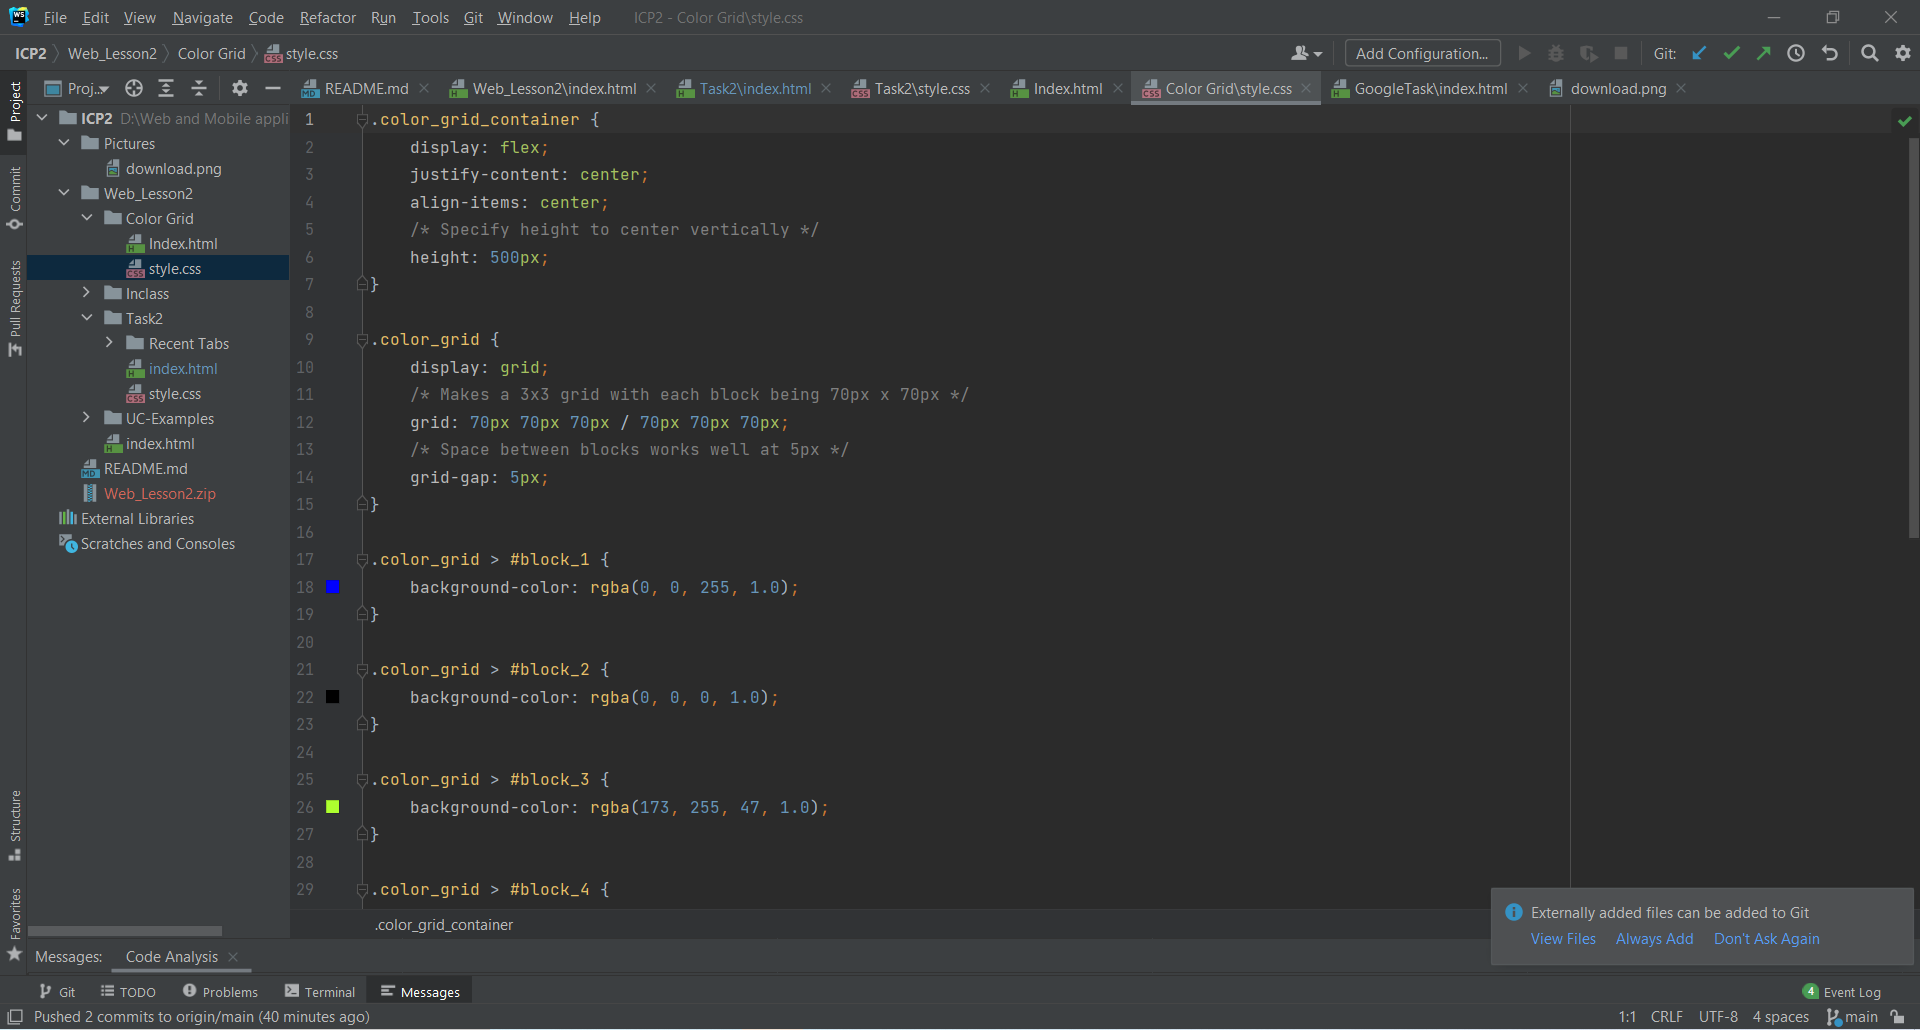 WS File Edit View Navigate Code Refactor Run Tools Git Window Help ICP2 - Color Grid\style.css
ICP2 Web_Lesson2 Color Grid style.css Add Configuration... Git:
Proj... README.md Web_Lesson2\index.html Task2\index.html Task2\style.css Index.html Color Grid\style.css GoogleTask\index.html download.png
Project
Commit
Pull Requests
Structure
Favorites
ICP2 D:\Web and Mobile appli
Pictures
download.png
Web_Lesson2
Color Grid
Index.html
style.css
Inclass
Task2
Recent Tabs
index.html
style.css
UC-Examples
index.html
README.md
Web_Lesson2.zip
External Libraries
Scratches and Consoles
1 .color_grid_container {
2 display: flex;
3 justify-content: center;
4 align-items: center;
5 /* Specify height to center vertically */
6 height: 500px;
7 }
8
9 .color_grid {
10 display: grid;
11 /* Makes a 3x3 grid with each block being 70px x 70px */
12 grid: 70px 70px 70px / 70px 70px 70px;
13 /* Space between blocks works well at 5px */
14 grid-gap: 5px;
15 }
16
17 .color_grid > #block_1 {
18 background-color: rgba(0, 0, 255, 1.0);
19 }
20
21 .color_grid > #block_2 {
22 background-color: rgba(0, 0, 0, 1.0);
23 }
24
25 .color_grid > #block_3 {
26 background-color: rgba(173, 255, 47, 1.0);
27 }
28
29 .color_grid > #block_4 {
.color_grid_container
Externally added files can be added to Git
View Files Always Add Don't Ask Again
Messages: Code Analysis
Git TODO Problems Terminal Messages 4 Event Log
Pushed 2 commits to origin/main (40 minutes ago) 1:1 CRLF UTF-8 4 spaces main